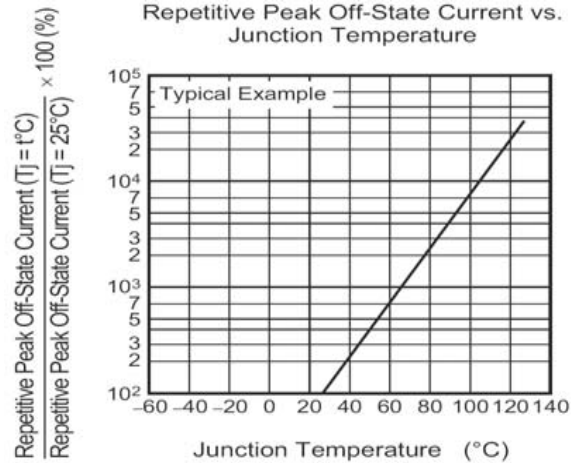 Repetitive Peak Off-State Current vs.
Junction Temperature
Repetitive Peak Off-State Current (Tj = t°C)
Repetitive Peak Off-State Current (Tj = 25°C)
× 100 (%)
Typical Example
10⁵
7
5
3
2
10⁴
7
5
3
2
10³
7
5
3
2
10²
−60 −40 −20 0 20 40 60 80 100 120 140
Junction Temperature (°C)